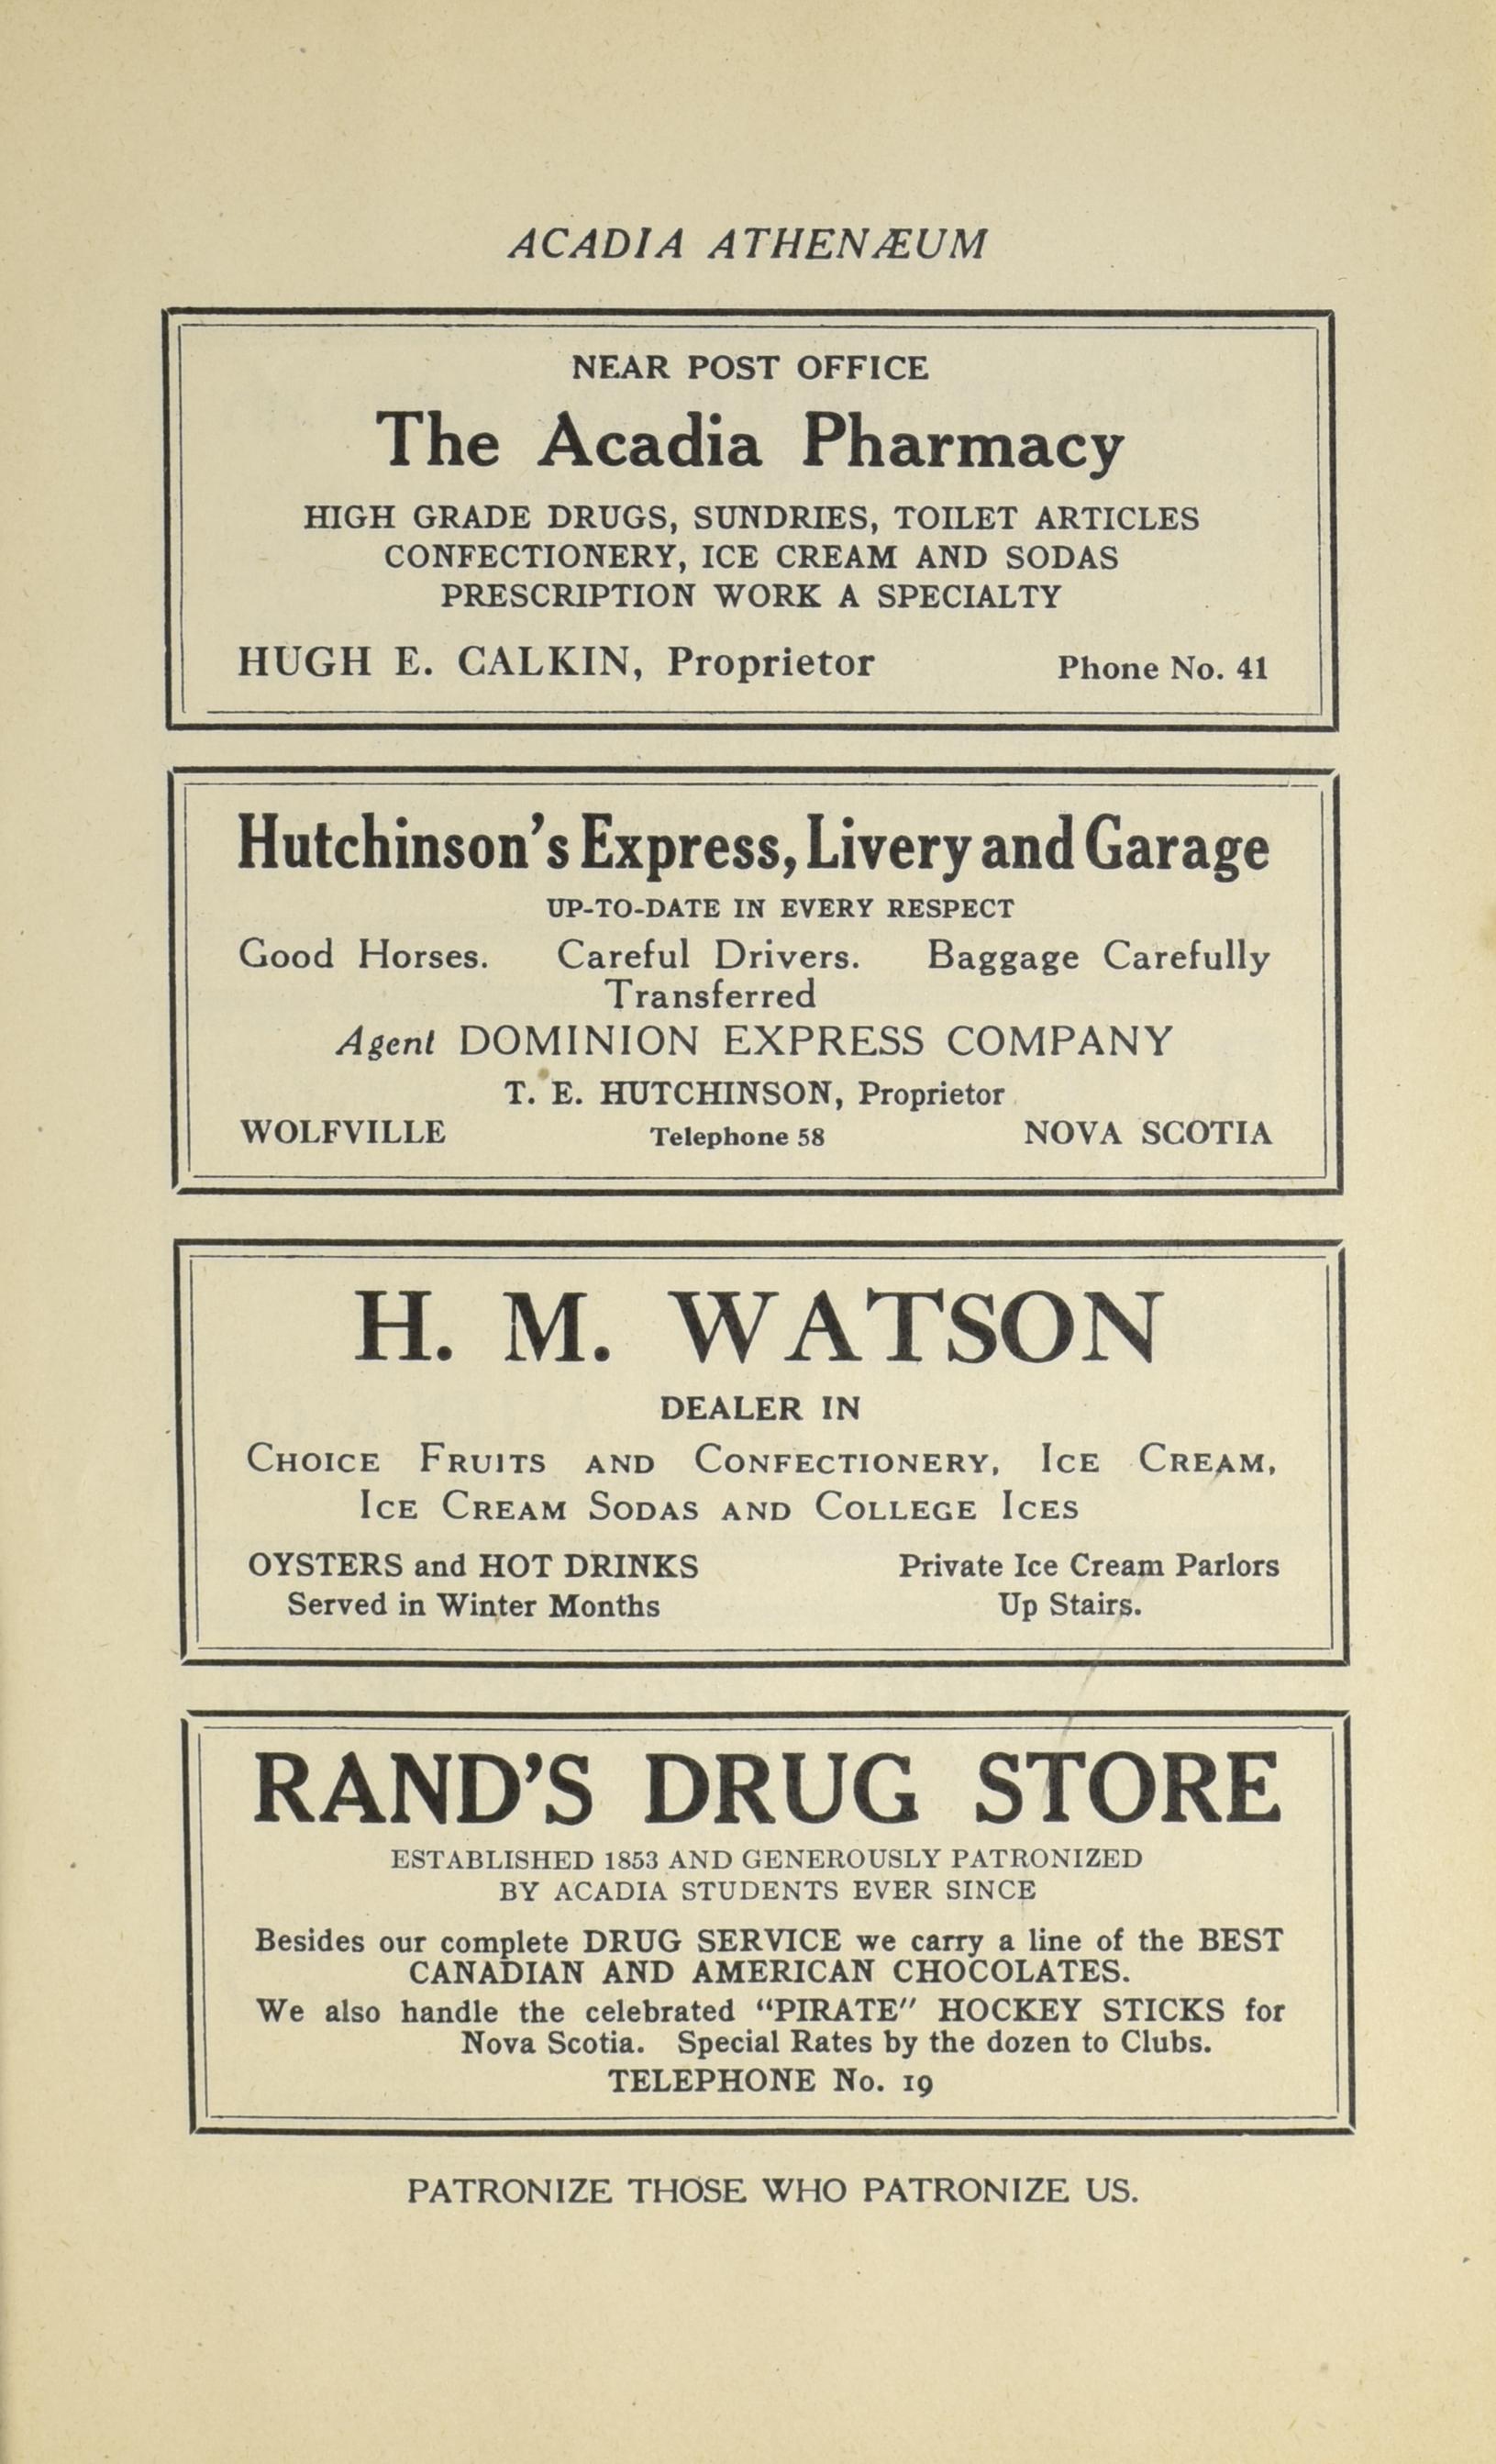 ACADIA ATHENÆUM
NEAR POST OFFICE
The Acadia Pharmacy
HIGH GRADE DRUGS, SUNDRIES, TOILET ARTICLES
CONFECTIONERY, ICE CREAM AND SODAS
PRESCRIPTION WORK A SPECIALTY
HUGH E. CALKIN, Proprietor Phone No. 41
Hutchinson's Express, Livery and Garage
UP-TO-DATE IN EVERY RESPECT
Good Horses. Careful Drivers. Baggage Carefully
Transferred
Agent DOMINION EXPRESS COMPANY
T. E. HUTCHINSON, Proprietor
WOLFVILLE Telephone 58 NOVA SCOTIA
H. M. WATSON
DEALER IN
CHOICE FRUITS AND CONFECTIONERY, ICE CREAM,
ICE CREAM SODAS AND COLLEGE ICES
OYSTERS and HOT DRINKS Private Ice Cream Parlors
Served in Winter Months Up Stairs.
RAND'S DRUG STORE
ESTABLISHED 1853 AND GENEROUSLY PATRONIZED
BY ACADIA STUDENTS EVER SINCE
Besides our complete DRUG SERVICE we carry a line of the BEST
CANADIAN AND AMERICAN CHOCOLATES.
We also handle the celebrated "PIRATE" HOCKEY STICKS for
Nova Scotia. Special Rates by the dozen to Clubs.
TELEPHONE No. 19
PATRONIZE THOSE WHO PATRONIZE US.